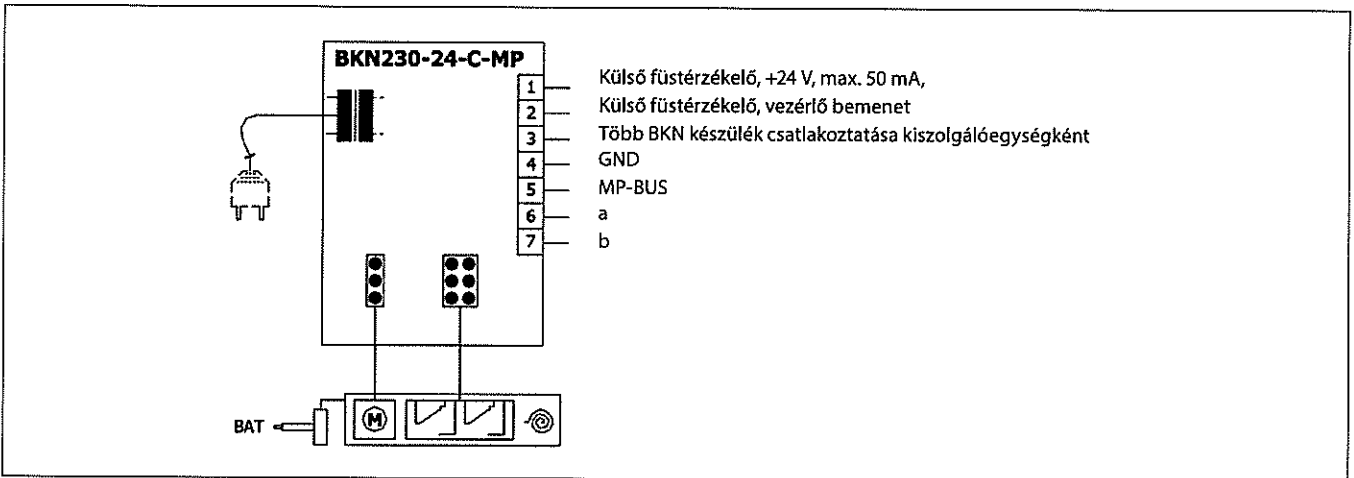 BKN230-24-C-MP
1 Külső füstérzékelő, +24 V, max. 50 mA,
2 Külső füstérzékelő, vezérlő bemenet
3 Több BKN készülék csatlakoztatása kiszolgálóegységként
4 GND
5 MP-BUS
6 a
7 b
BAT
M